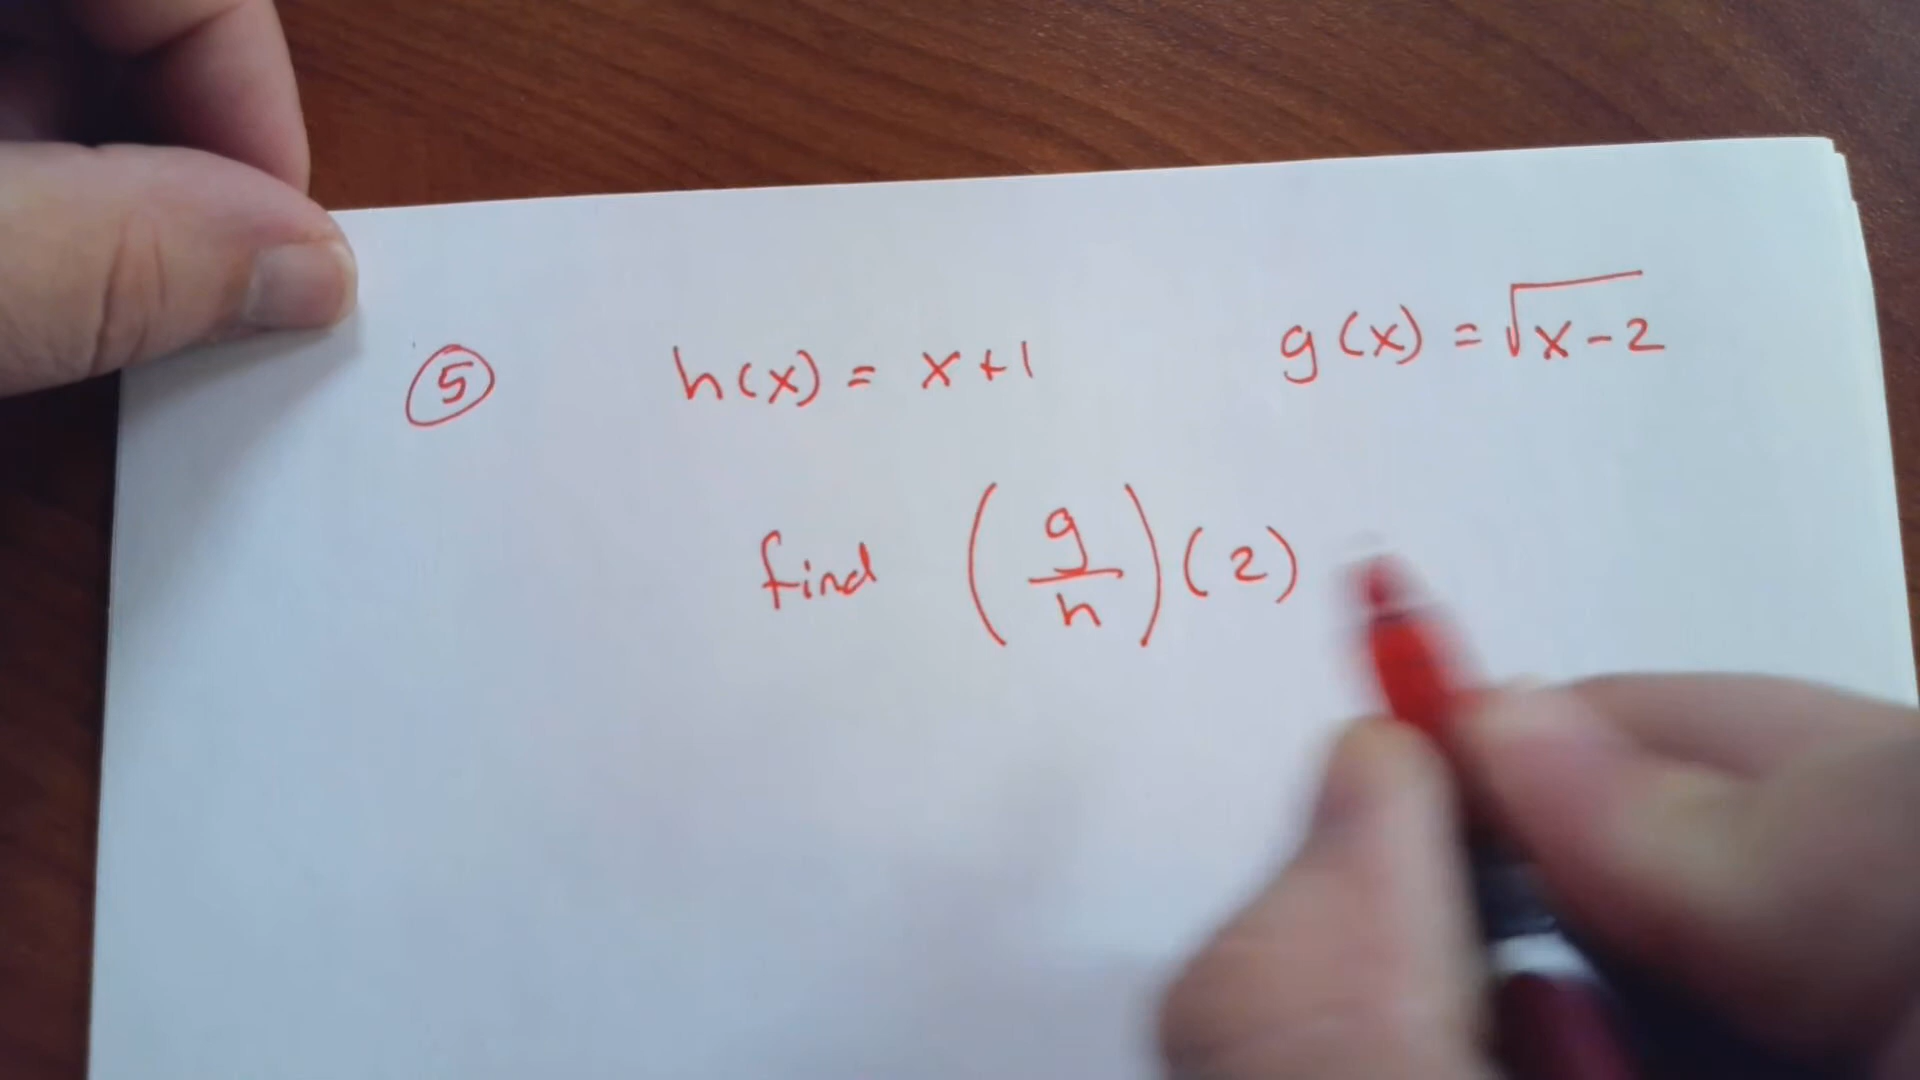 ⑤ h(x) = x+1 g(x) = √x-2
find (g/h)(2)